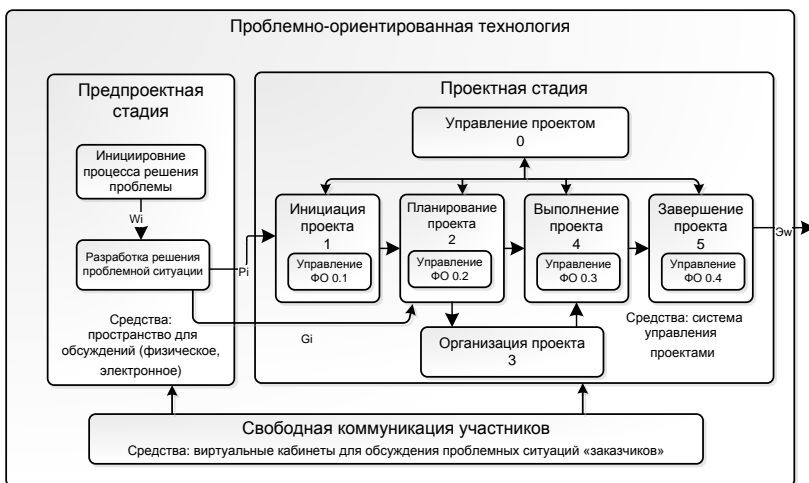 Проблемно-ориентированная технология
Предпроектная
стадия
Инициировние
процесса решения
проблемы
Wi
Разработка решения
проблемной ситуации
Pi
Средства:
пространство для
обсуждений (физическое,
электронное)
Gi
Проектная стадия
Управление проектом
0
Инициация
проекта
1
Управление
ФО 0.1
Планирование
проекта
2
Управление
ФО 0.2
Выполнение
проекта
4
Управление
ФО 0.3
Завершение
проекта
5
Управление
ФО 0.4
Эw
Организация проекта
3
Средства: система
управления
проектами
Свободная коммуникация участников
Средства: виртуальные кабинеты для обсуждения проблемных ситуаций «заказчиков»